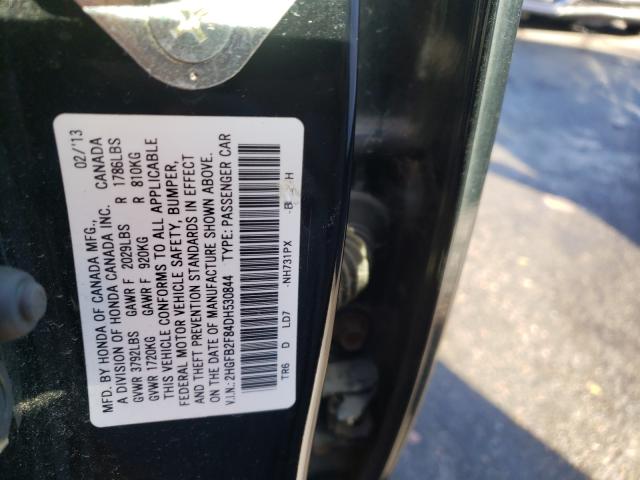 MFD. BY HONDA OF CANADA MFG., 02/'13
A DIVISION OF HONDA CANADA INC. CANADA
GVWR 3792LBS GAWR F 2029LBS R 1786LBS
GVWR 1720KG GAWR F 920KG R 810KG
THIS VEHICLE CONFORMS TO ALL APPLICABLE
FEDERAL MOTOR VEHICLE SAFETY, BUMPER,
AND THEFT PREVENTION STANDARDS IN EFFECT
ON THE DATE OF MANUFACTURE SHOWN ABOVE.
V.I.N.: 2HGFB2F84DH530844 TYPE: PASSENGER CAR
TR6 D LD7 -NH731PX